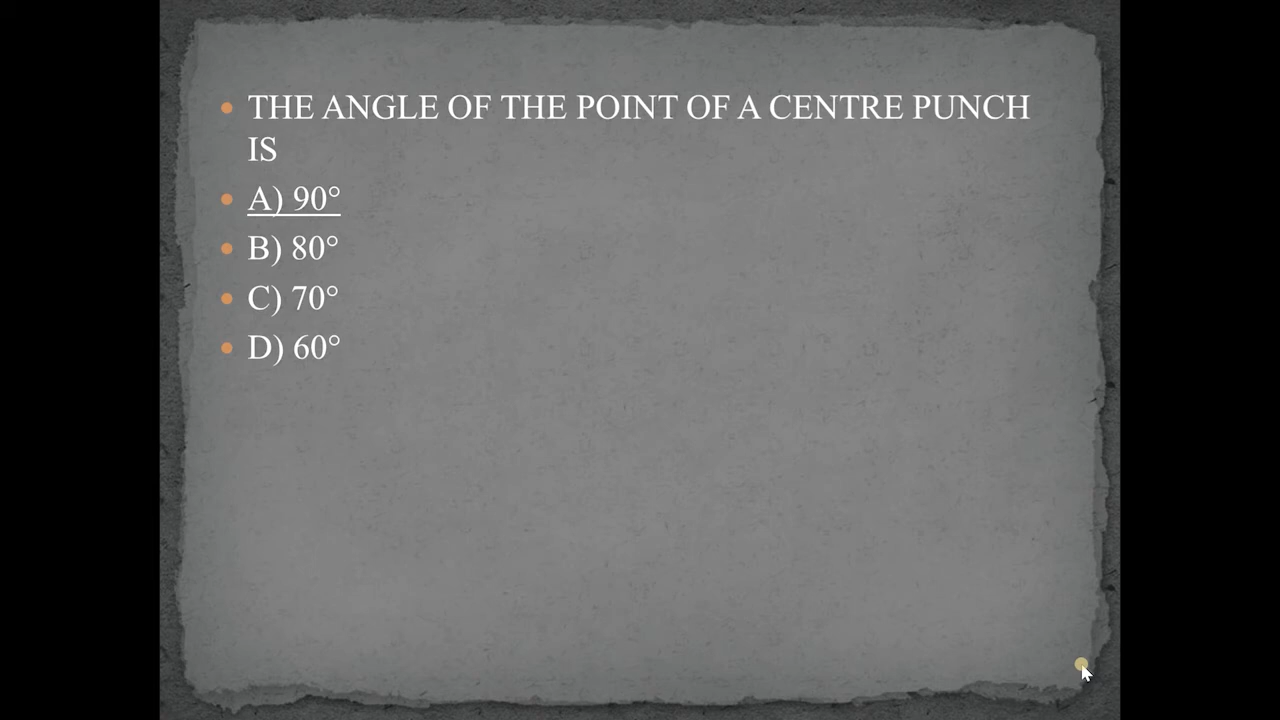 THE ANGLE OF THE POINT OF A CENTRE PUNCH
IS
A) 90°
B) 80°
C) 70°
D) 60°